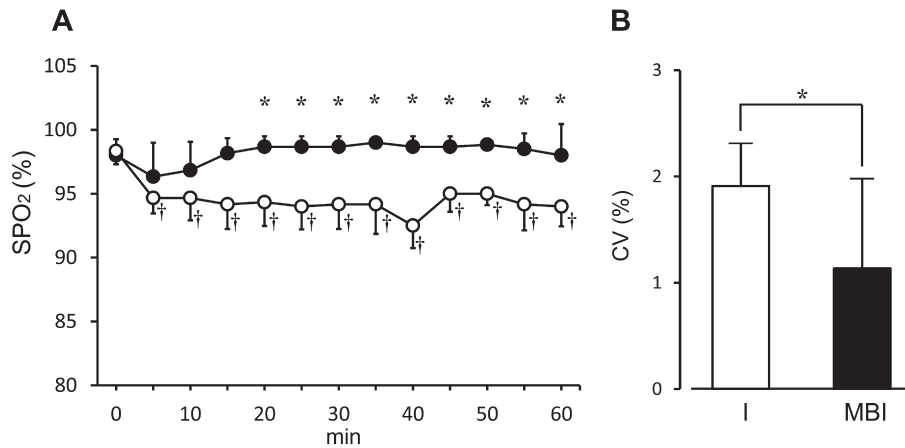 A
SPO2 (%)
105
100
95
90
85
80
* * * * * * * * *
† † † † † † † † † † † †
0 10 20 30 40 50 60
min
B
CV (%)
3
2
1
0
*
I MBI